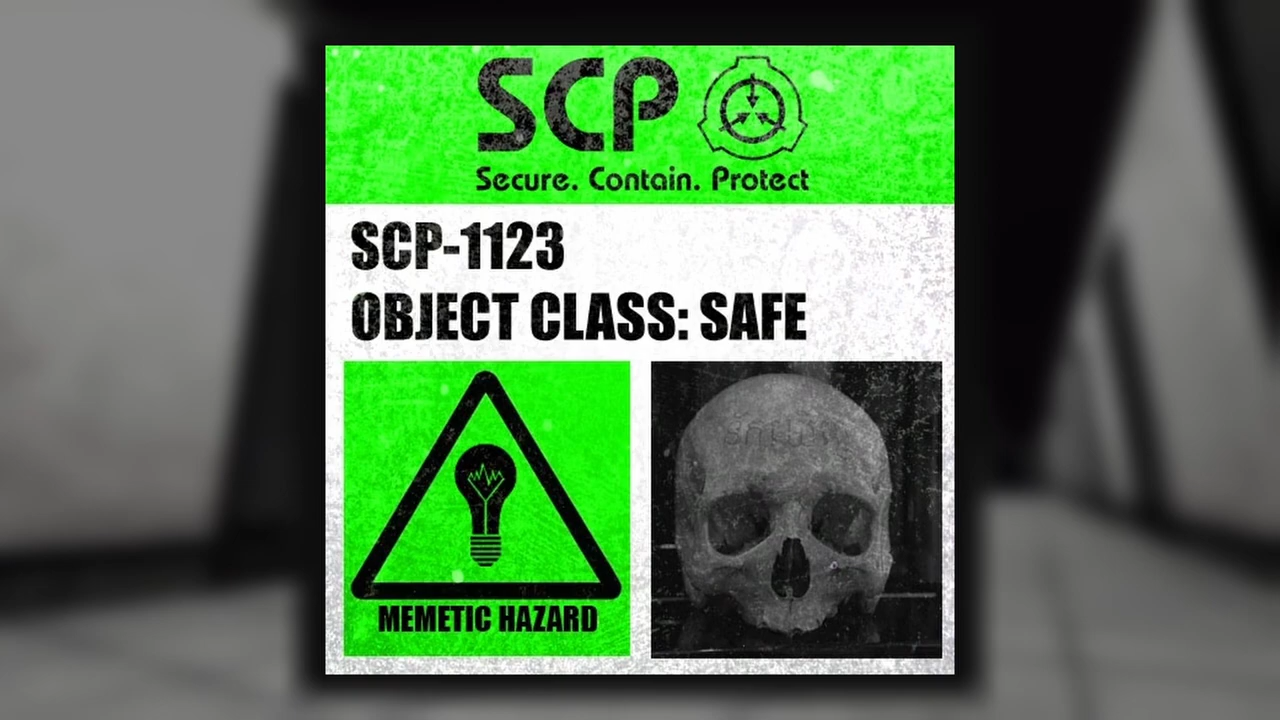 SCP
Secure. Contain. Protect
SCP-1123
OBJECT CLASS: SAFE
MEMETIC HAZARD